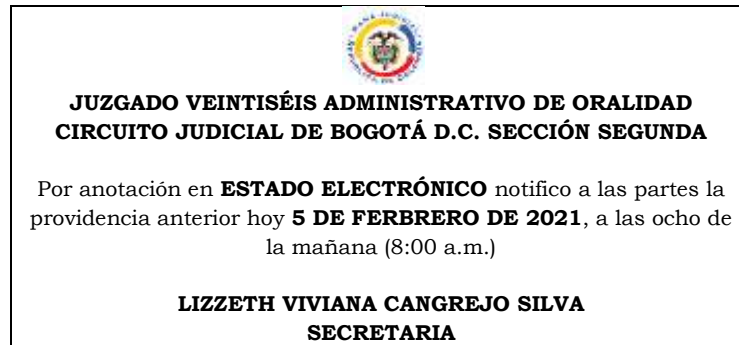 JUZGADO VEINTISÉIS ADMINISTRATIVO DE ORALIDAD
CIRCUITO JUDICIAL DE BOGOTÁ D.C. SECCIÓN SEGUNDA
Por anotación en ESTADO ELECTRÓNICO notifico a las partes la
providencia anterior hoy 5 DE FERBRERO DE 2021, a las ocho de
la mañana (8:00 a.m.)
LIZZETH VIVIANA CANGREJO SILVA
SECRETARIA